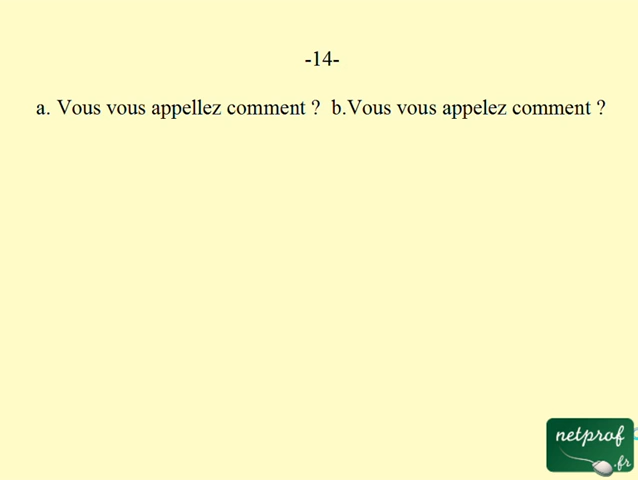 -14-
a. Vous vous appellez comment ? b.Vous vous appelez comment ?
netprof
.fr